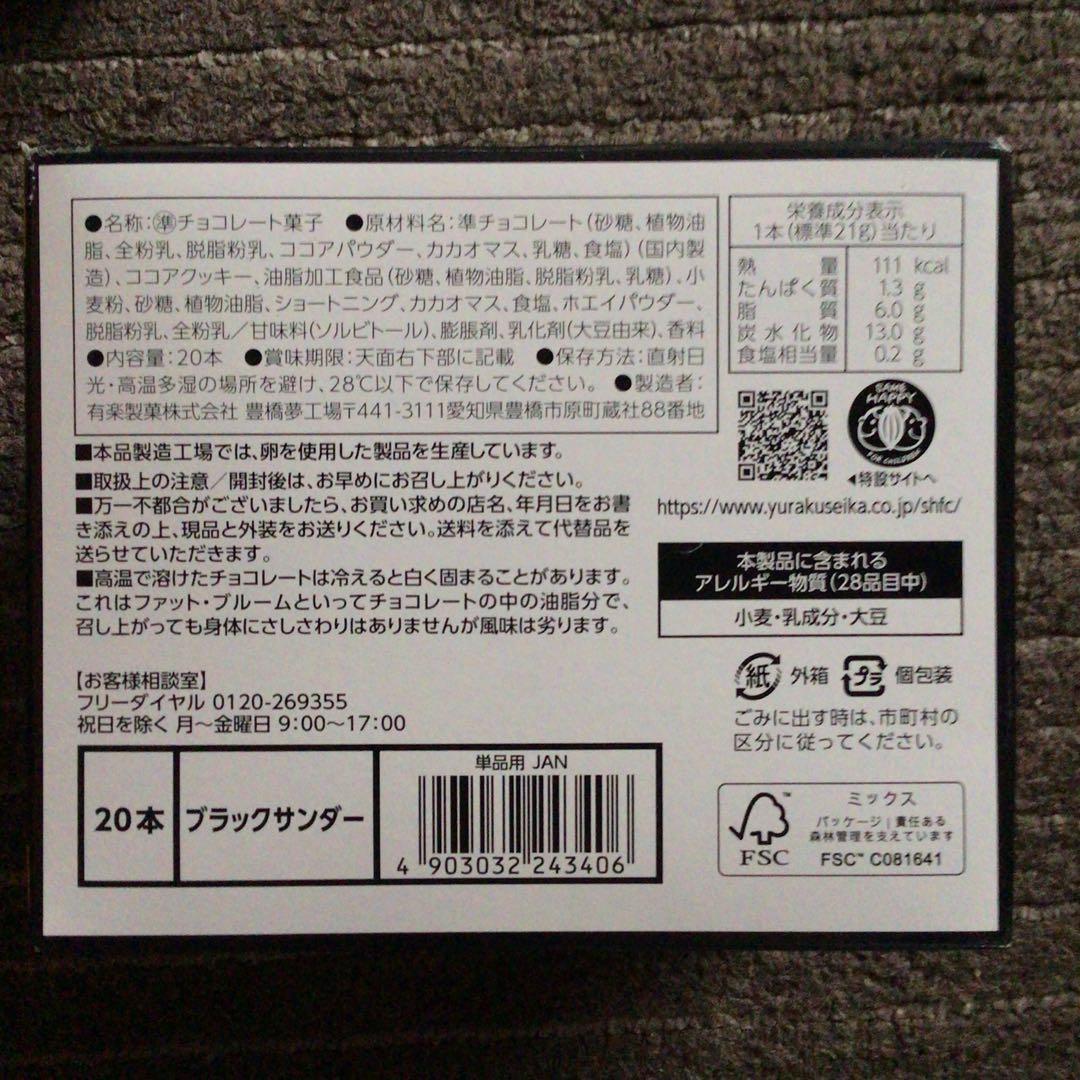 ●名称：㊜チョコレート菓子 ●原材料名：準チョコレート（砂糖、植物油
脂、全粉乳、脱脂粉乳、ココアパウダー、カカオマス、乳糖、食塩）（国内製
造）、ココアクッキー、油脂加工食品（砂糖、植物油脂、脱脂粉乳、乳糖）、小
麦粉、砂糖、植物油脂、ショートニング、カカオマス、食塩、ホエイパウダー、
脱脂粉乳、全粉乳／甘味料（ソルビトール）、膨脹剤、乳化剤（大豆由来）、香料
●内容量：20本 ●賞味期限：天面右下部に記載 ●保存方法：直射日
光・高温多湿の場所を避け、28℃以下で保存してください。 ●製造者：
有楽製菓株式会社 豊橋夢工場〒441-3111愛知県豊橋市原町蔵社88番地
栄養成分表示
1本（標準21g）当たり
熱量 111 kcal
たんぱく質 1.3 g
脂質 6.0 g
炭水化物 13.0 g
食塩相当量 0.2 g
SAME HAPPY
FOR CHILDREN
◀特設サイトへ
https://www.yurakuseika.co.jp/shfc/
■本品製造工場では、卵を使用した製品を生産しています。
■取扱上の注意／開封後は、お早めにお召し上がりください。
■万一不都合がございましたら、お買い求めの店名、年月日をお書
き添えの上、現品と外装をお送りください。送料を添えて代替品を
送らせていただきます。
■高温で溶けたチョコレートは冷えると白く固まることがあります。
これはファット・ブルームといってチョコレートの中の油脂分で、
召し上がっても身体にさしさわりはありませんが風味は劣ります。
本製品に含まれる
アレルギー物質（28品目中）
小麦・乳成分・大豆
紙 外箱 プラ 個包装
ごみに出す時は、市町村の
区分に従ってください。
【お客様相談室】
フリーダイヤル 0120-269355
祝日を除く 月～金曜日 9：00～17：00
20本
ブラックサンダー
単品用 JAN
4 903032 243406
FSC
ミックス
パッケージ｜責任ある
森林管理を支えています
FSC™ C081641